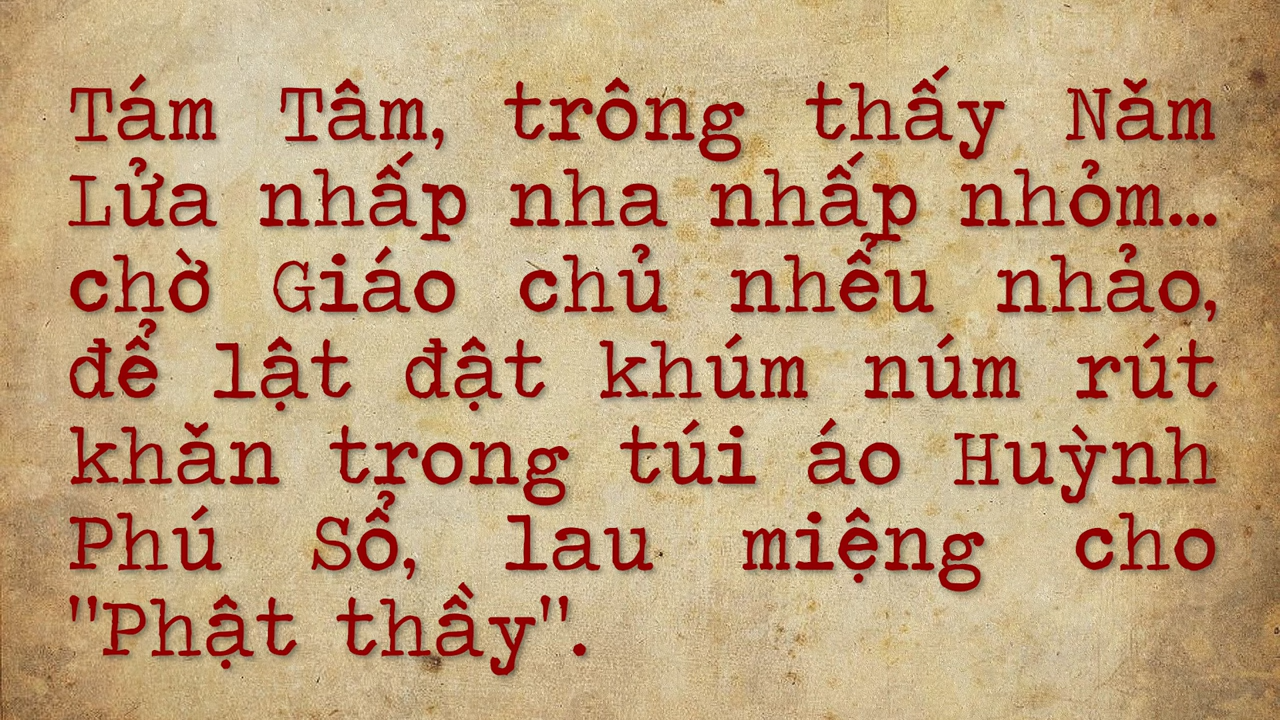 Tám Tâm, trông thấy Năm
Lửa nhấp nha nhấp nhỏm...
chờ Giáo chủ nhểu nhảo,
để lật đật khúm núm rút
khăn trong túi áo Huỳnh
Phú Sổ, lau miệng cho
"Phật thầy".